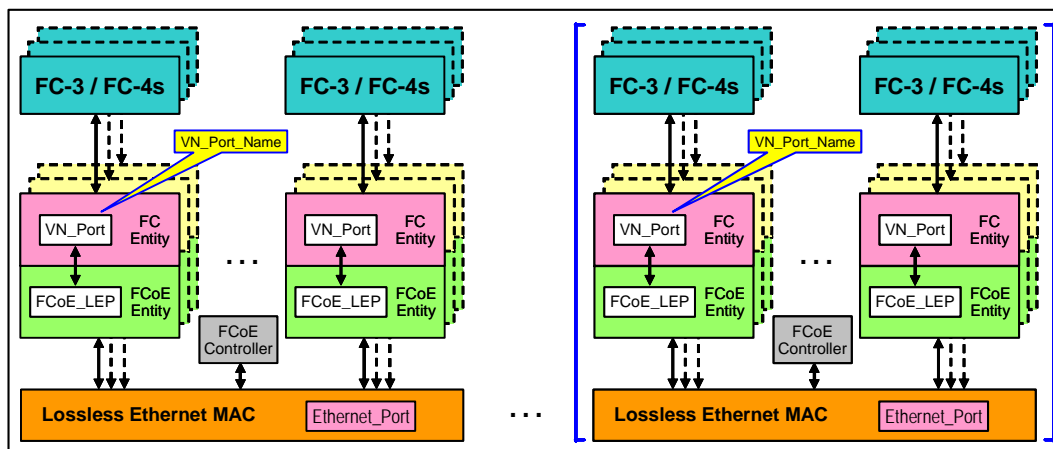 FC-3 / FC-4s
FC-3 / FC-4s
FC-3 / FC-4s
FC-3 / FC-4s
VN_Port_Name
VN_Port_Name
VN_Port
FC
Entity
VN_Port
FC
Entity
VN_Port
FC
Entity
VN_Port
FC
Entity
...
...
FCoE_LEP
FCoE
Entity
FCoE_LEP
FCoE
Entity
FCoE_LEP
FCoE
Entity
FCoE_LEP
FCoE
Entity
FCoE
Controller
FCoE
Controller
Lossless Ethernet MAC
Ethernet_Port
...
Lossless Ethernet MAC
Ethernet_Port